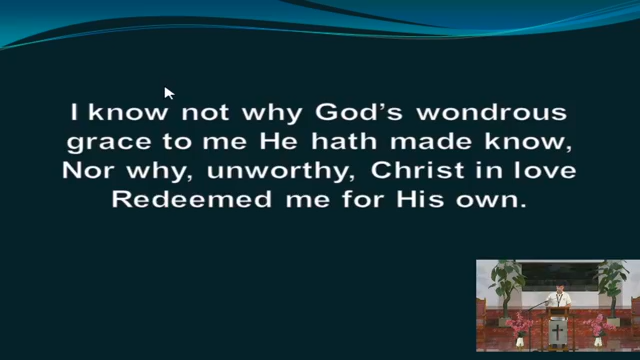 I know not why God's wondrous
grace to me He hath made know,
Nor why, unworthy, Christ in love
Redeemed me for His own.